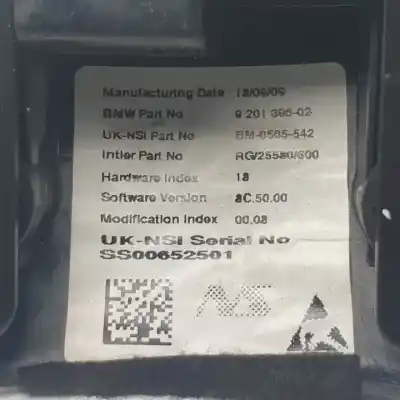 Manufacturing Date 18/09/09
BMW Part No 9 201 396-02
UK-NSI Part No BM-0565-542
Intier Part No RG/25580/600
Hardware Index 18
Software Version 8C.50.00
Modification Index 00.08
UK-NSI Serial No
SS00652501
NS